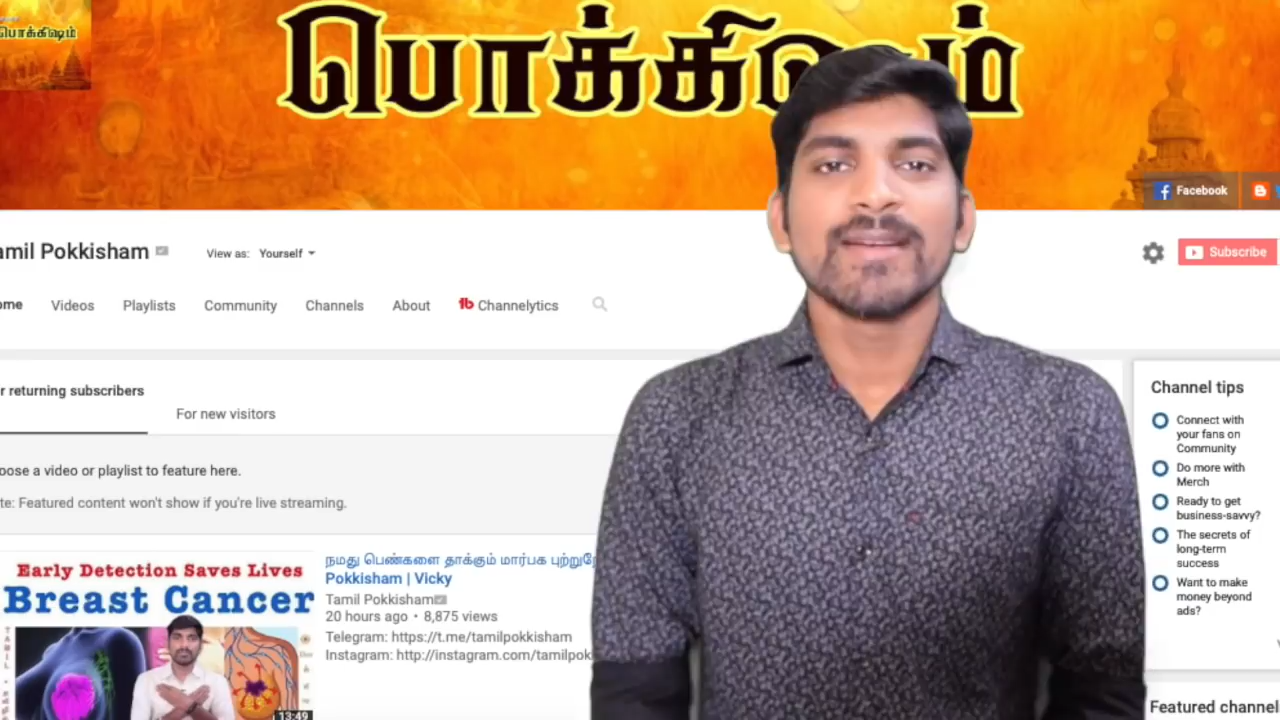 பொக்கிஷம்
பொக்கிஷம்
Facebook
amil Pokkisham
View as: Yourself
Subscribe
ome Videos Playlists Community Channels About Channelytics
r returning subscribers
For new visitors
oose a video or playlist to feature here.
te: Featured content won't show if you're live streaming.
Early Detection Saves Lives
Breast Cancer
TAMIL
13:49
நமது பெண்களை தாக்கும் மார்பக புற்றுநே
Pokkisham | Vicky
Tamil Pokkisham
20 hours ago • 8,875 views
Telegram: https://t.me/tamilpokkisham
Instagram: http://instagram.com/tamilpok
Channel tips
Connect with
your fans on
Community
Do more with
Merch
Ready to get
business-savvy?
The secrets of
long-term
success
Want to make
money beyond
ads?
Featured channel